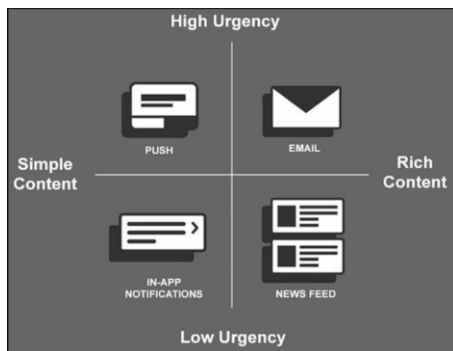 High Urgency
PUSH
EMAIL
Simple
Content
Rich
Content
IN-APP
NOTIFICATIONS
NEWS FEED
Low Urgency